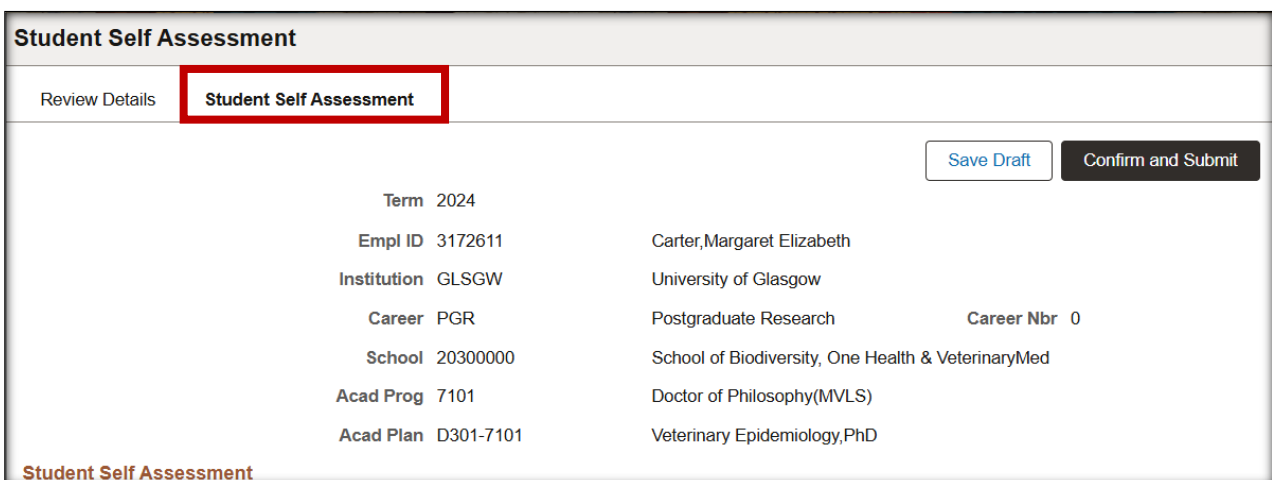 Student Self Assessment
Review Details Student Self Assessment
Save Draft Confirm and Submit
Term 2024
Empl ID 3172611 Carter,Margaret Elizabeth
Institution GLSGW University of Glasgow
Career PGR Postgraduate Research Career Nbr 0
School 20300000 School of Biodiversity, One Health & VeterinaryMed
Acad Prog 7101 Doctor of Philosophy(MVLS)
Acad Plan D301-7101 Veterinary Epidemiology,PhD
Student Self Assessment